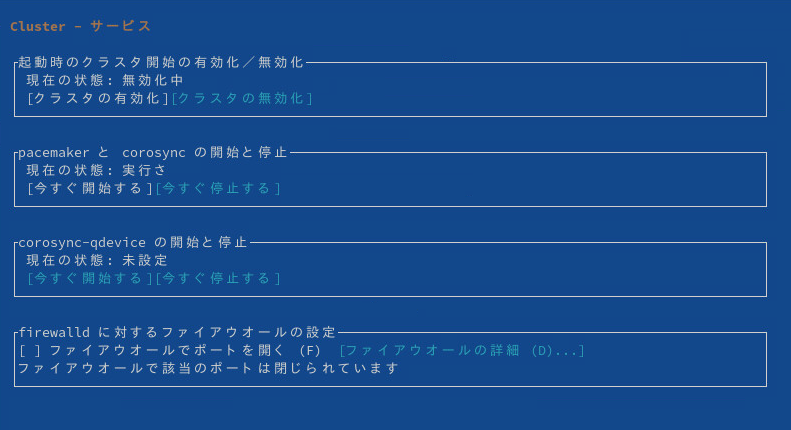 Cluster - サービス
起動時のクラスタ開始の有効化／無効化
現在の状態: 無効化中
[クラスタの有効化][クラスタの無効化]
pacemaker と corosync の開始と停止
現在の状態: 実行さ
[今すぐ開始する][今すぐ停止する]
corosync-qdevice の開始と停止
現在の状態: 未設定
[今すぐ開始する][今すぐ停止する]
firewalld に対するファイアウオールの設定
[ ] ファイアウオールでポートを開く (F) [ファイアウオールの詳細 (D)...]
ファイアウオールで該当のポートは閉じられています